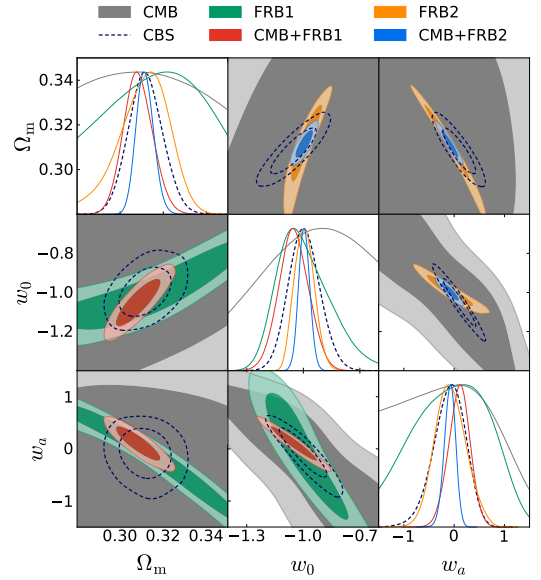 CMB FRB1 FRB2
CBS CMB+FRB1 CMB+FRB2
0.34
0.32
0.30
Ωm
−0.8
−1.0
−1.2
w0
1
0
−1
wa
0.30 0.32 0.34
−1.3 −1.0 −0.7
−1 0 1
Ωm w0 wa